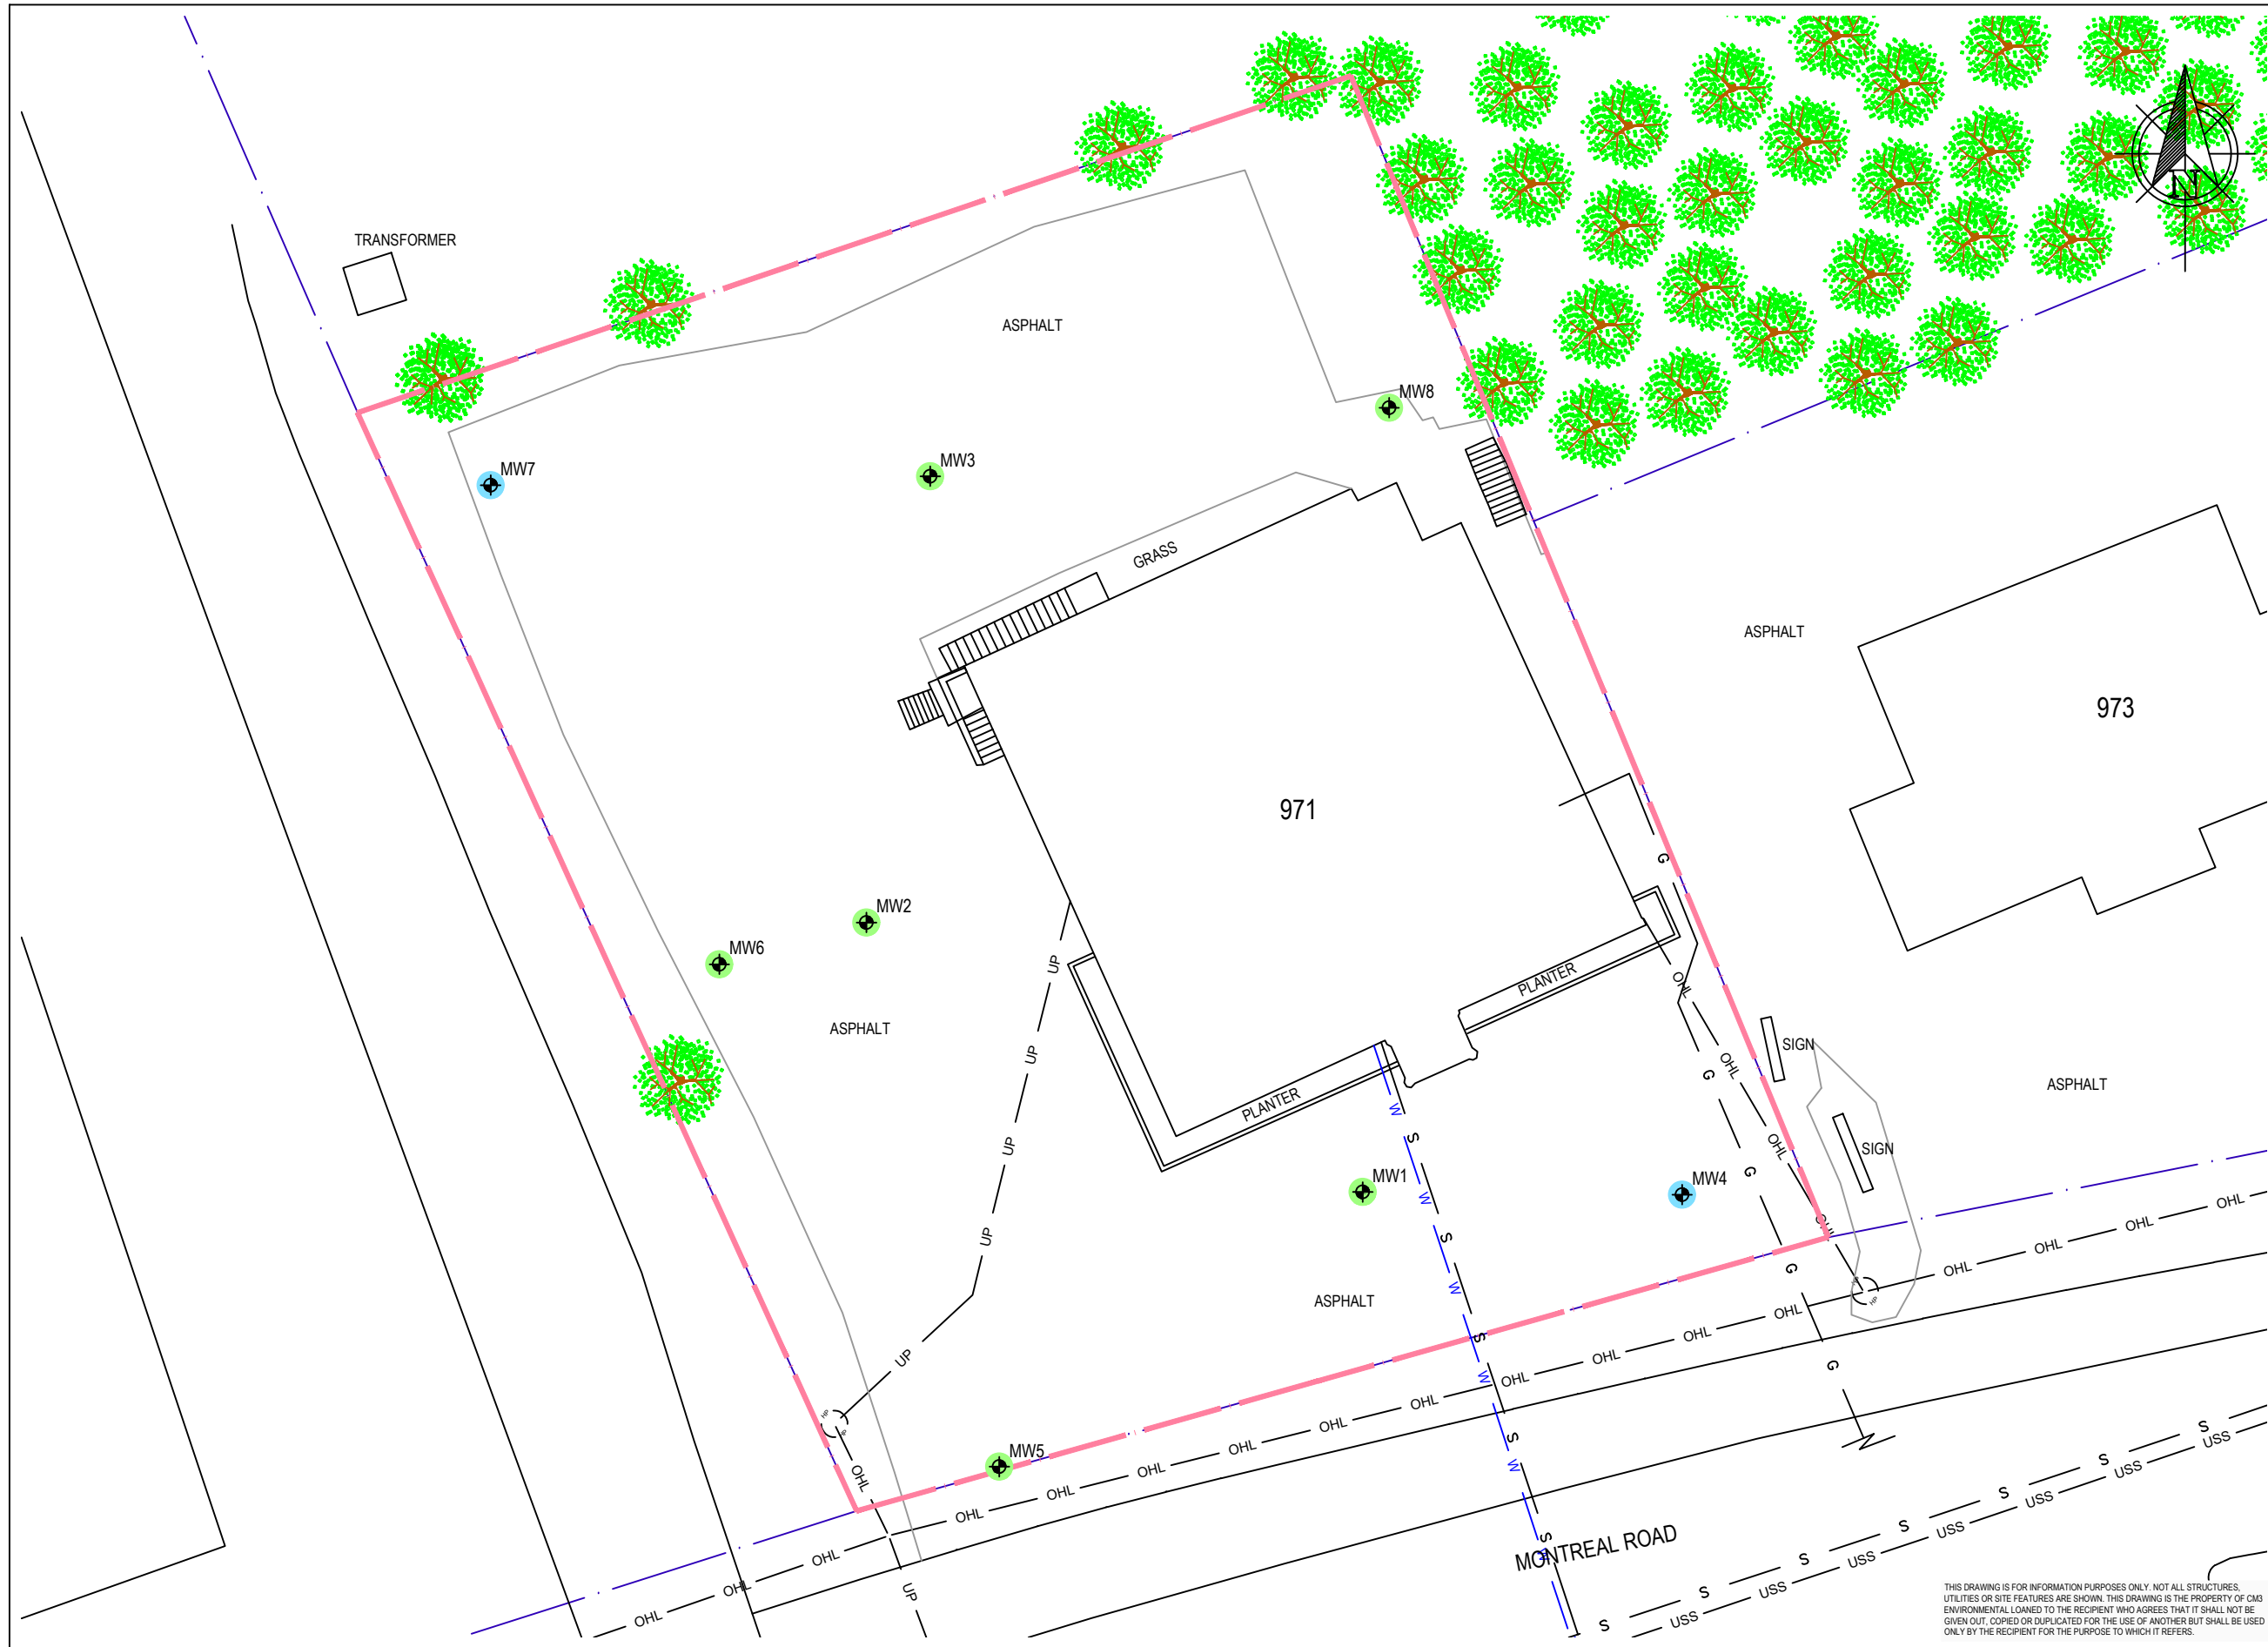 N
TRANSFORMER
ASPHALT
MW8
MW7
MW3
GRASS
ASPHALT
973
971
G
MW2
UP
MW6
OHL
PLANTER
ASPHALT
UP
SIGN
OHL
G
ASPHALT
PLANTER
W
S
UP
OHL
SIGN
G
MW1
MW4
W
S
UP
OHL
OHL
OHL
OHL
OHL
G
W
ASPHALT
OHL
S
OHL
UP
OHL
G
W
OHL
HP
HP
OHL
HP
HP
OHL
S
MW5
OHL
OHL
W
OHL
OHL
OHL
S
USS
S
USS
S
USS
S
USS
S
USS
S
USS
S
MONTREAL ROAD
S
W
OHL
OHL
OHL
UP
THIS DRAWING IS FOR INFORMATION PURPOSES ONLY. NOT ALL STRUCTURES,
UTILITIES OR SITE FEATURES ARE SHOWN. THIS DRAWING IS THE PROPERTY OF CM3
ENVIRONMENTAL LOANED TO THE RECIPIENT WHO AGREES THAT IT SHALL NOT BE
GIVEN OUT, COPIED OR DUPLICATED FOR THE USE OF ANOTHER BUT SHALL BE USED
ONLY BY THE RECIPIENT FOR THE PURPOSE TO WHICH IT REFERS.